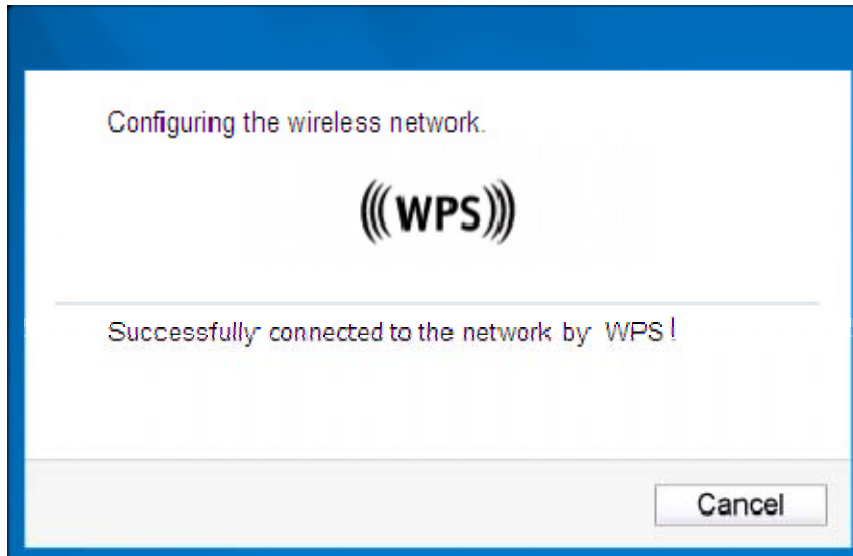 Configuring the wireless network.
(((WPS)))
Successfully connected to the network by WPS!
Cancel